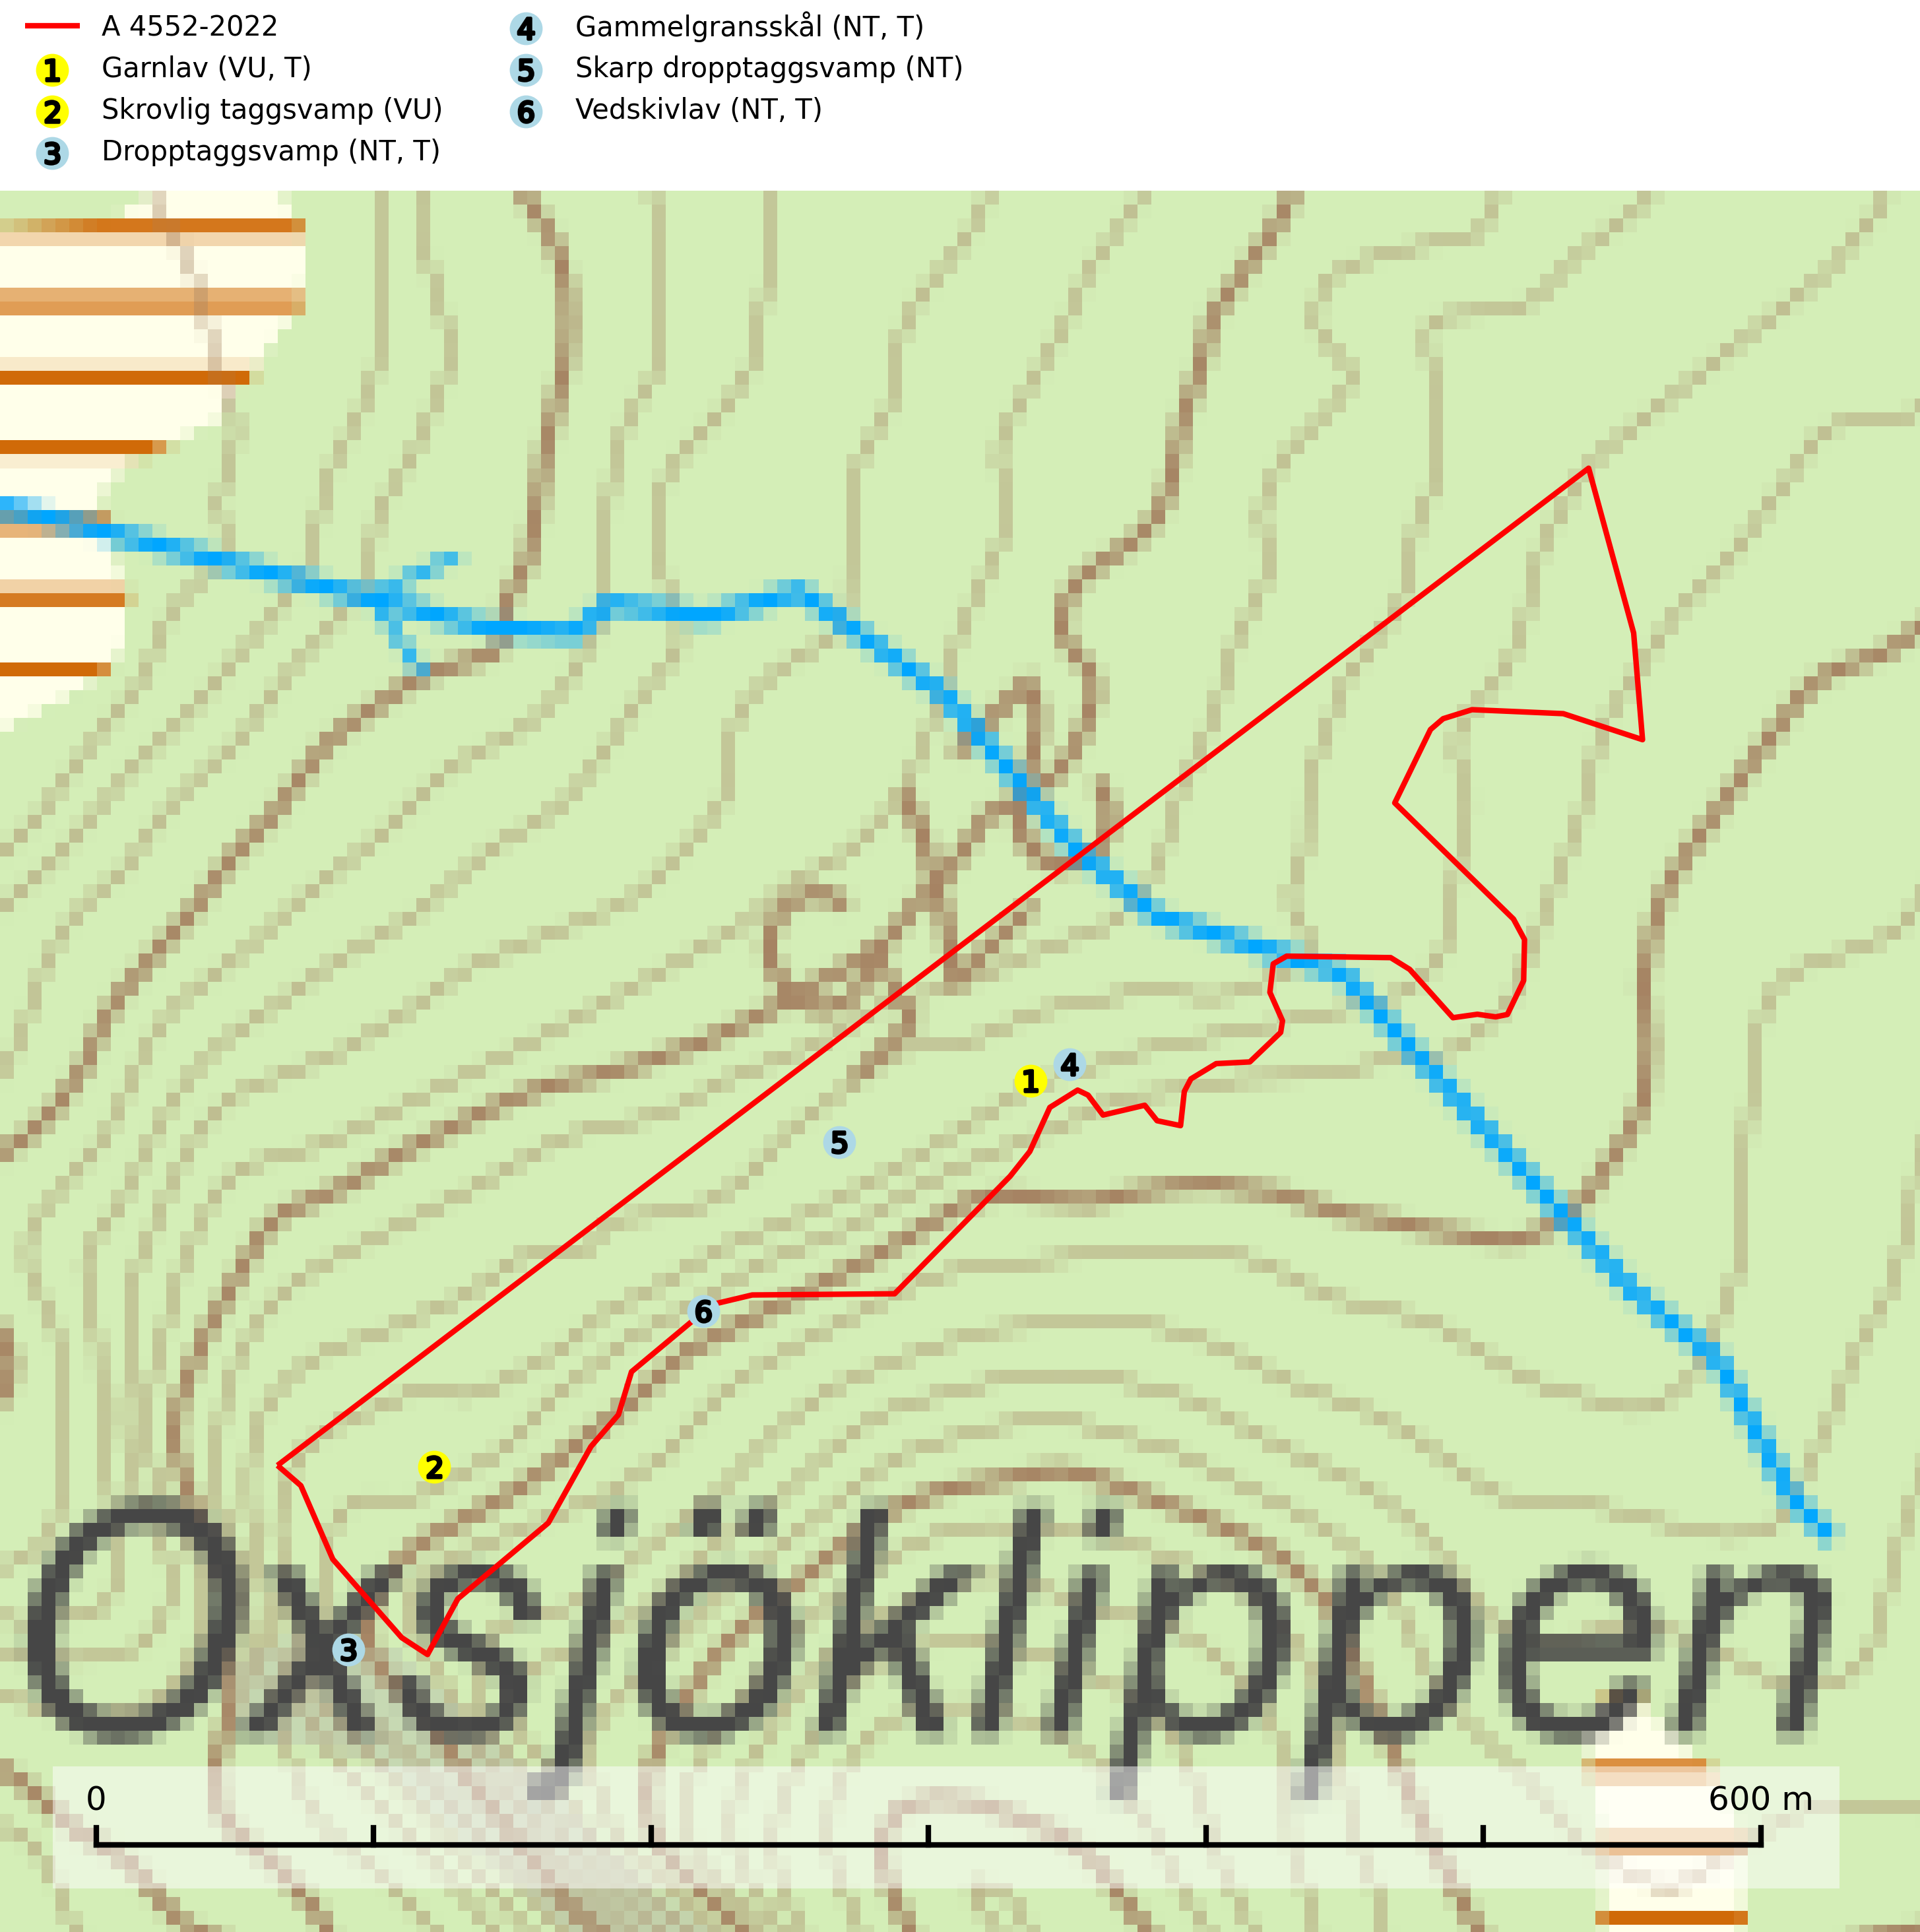 A 4552-2022
1 Garnlav (VU, T)
2 Skrovlig taggsvamp (VU)
3 Dropptaggsvamp (NT, T)
4 Gammelgransskål (NT, T)
5 Skarp dropptaggsvamp (NT)
6 Vedskivlav (NT, T)
4
1
5
6
2
Oxsjöklippen
3
0 600 m